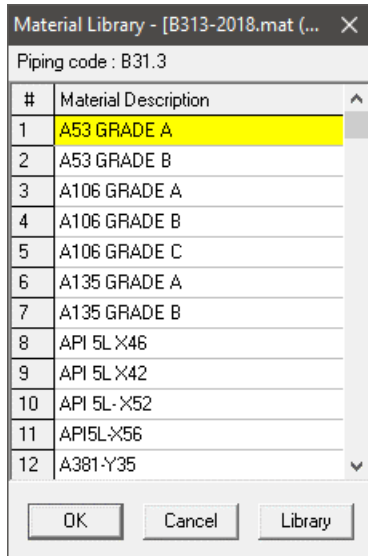 Material Library - [B313-2018.mat (...
Piping code : B31.3
# Material Description
1 A53 GRADE A
2 A53 GRADE B
3 A106 GRADE A
4 A106 GRADE B
5 A106 GRADE C
6 A135 GRADE A
7 A135 GRADE B
8 API 5L X46
9 API 5L X42
10 API 5L- X52
11 API5L-X56
12 A381-Y35
OK Cancel Library